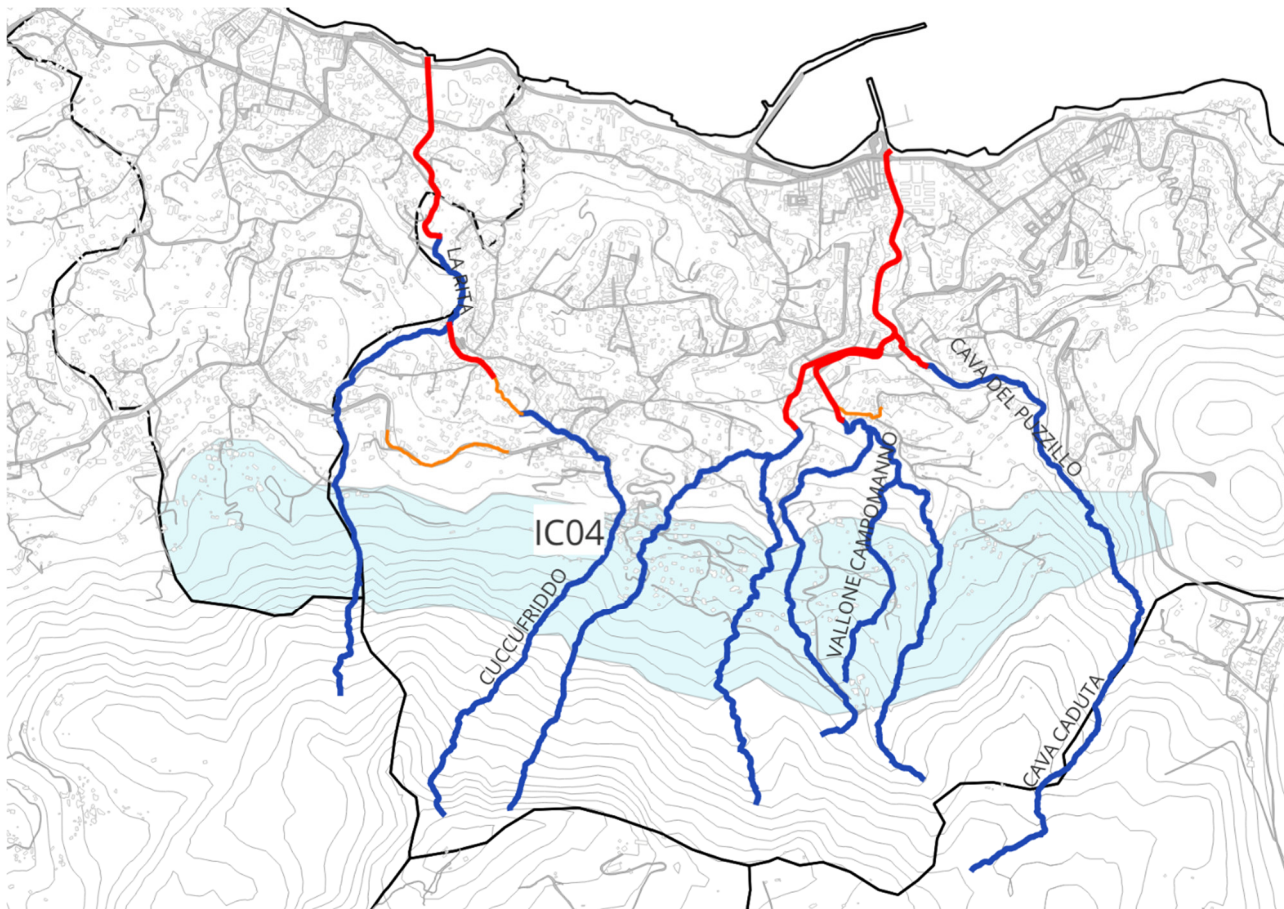 LA RITA
CAVA DEL PUZZILLO
IC04
CUCCUFRIDDO
VALLONE CAMPOMANNO
CAVA CADUTA